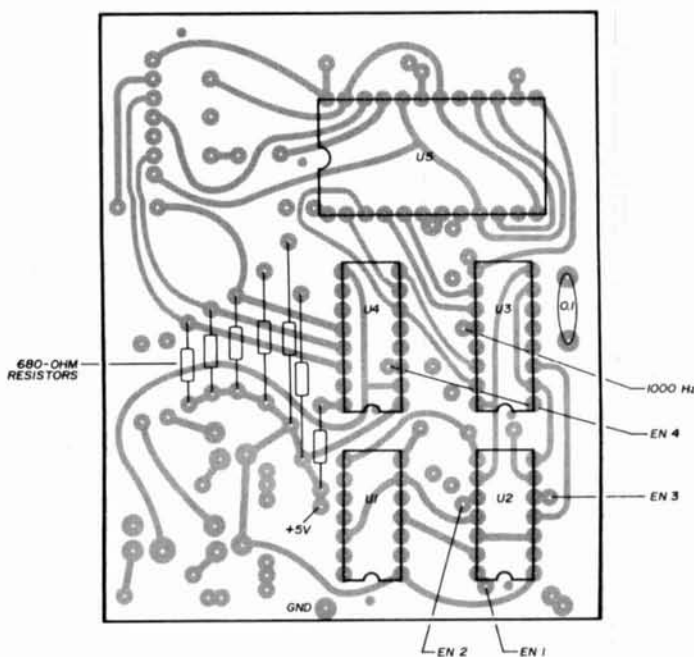 U5
U4
U3
0.1
680-OHM
RESISTORS
1000 Hz
EN 4
U1
U2
EN 3
+5V
GND
EN 2
EN 1